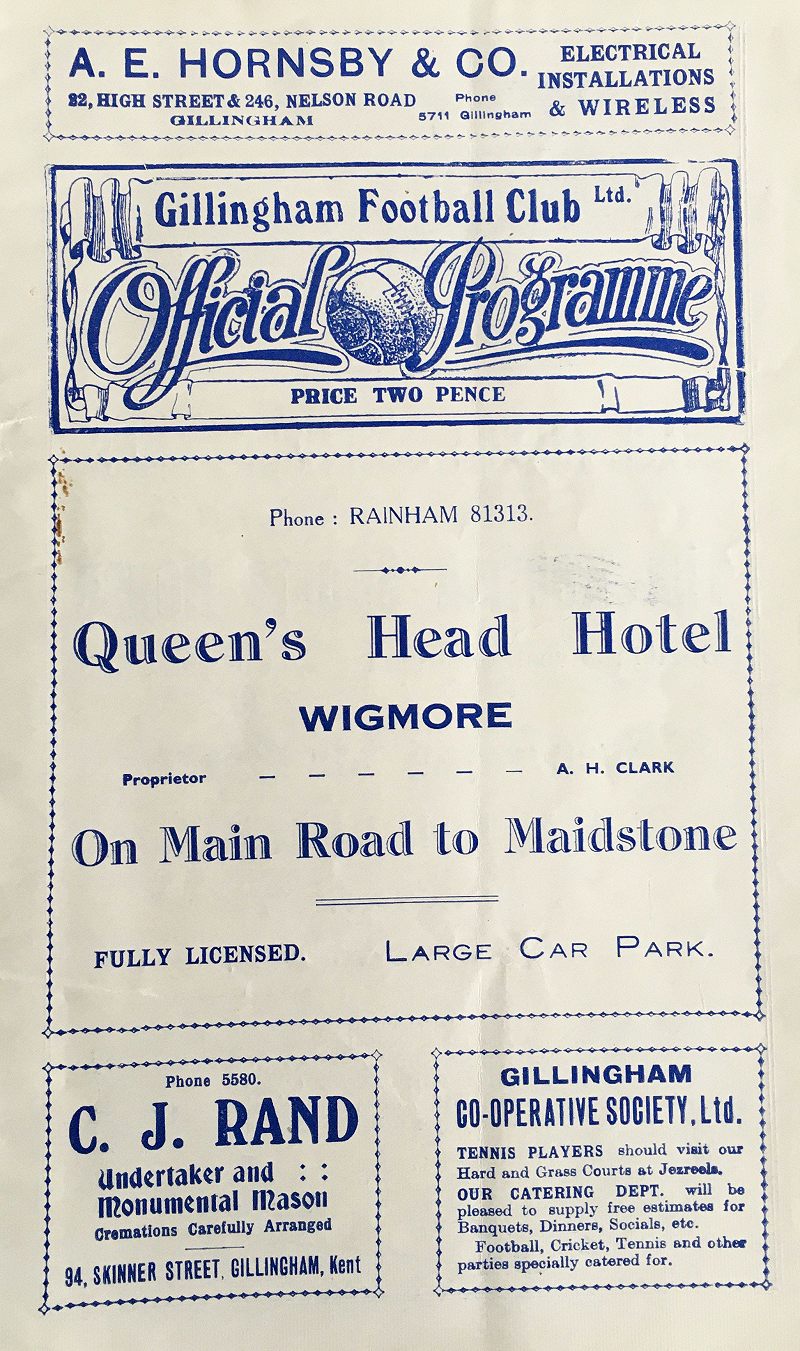 A. E. HORNSBY & CO.
ELECTRICAL
INSTALLATIONS
& WIRELESS
82, HIGH STREET & 246, NELSON ROAD
GILLINGHAM
Phone
5711 Gillingham
Gillingham Football Club Ltd.
Official Programme
PRICE TWO PENCE
Phone : RAINHAM 81313.
Queen's Head Hotel
WIGMORE
Proprietor — — — — — — A. H. CLARK
On Main Road to Maidstone
FULLY LICENSED. LARGE CAR PARK.
Phone 5580.
C. J. RAND
Undertaker and : :
Monumental Mason
Cremations Carefully Arranged
94, SKINNER STREET, GILLINGHAM, Kent
GILLINGHAM
CO-OPERATIVE SOCIETY, Ltd.
TENNIS PLAYERS should visit our
Hard and Grass Courts at Jezreels.
OUR CATERING DEPT. will be
pleased to supply free estimates for
Banquets, Dinners, Socials, etc.
Football, Cricket, Tennis and other
parties specially catered for.